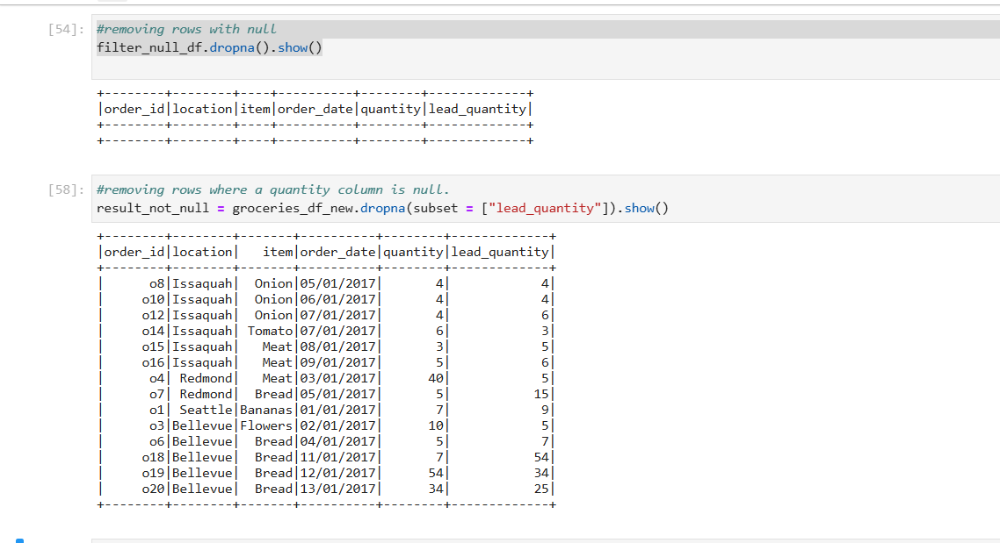 [54]: #removing rows with null
filter_null_df.dropna().show()
+--------+--------+----+----------+--------+-------------+
|order_id|location|item|order_date|quantity|lead_quantity|
+--------+--------+----+----------+--------+-------------+
+--------+--------+----+----------+--------+-------------+
[58]: #removing rows where a quantity column is null.
result_not_null = groceries_df_new.dropna(subset = ["lead_quantity"]).show()
+--------+--------+-------+----------+--------+-------------+
|order_id|location|   item|order_date|quantity|lead_quantity|
+--------+--------+-------+----------+--------+-------------+
|      o8|Issaquah|  Onion|05/01/2017|       4|            4|
|     o10|Issaquah|  Onion|06/01/2017|       4|            4|
|     o12|Issaquah|  Onion|07/01/2017|       4|            6|
|     o14|Issaquah| Tomato|07/01/2017|       6|            3|
|     o15|Issaquah|   Meat|08/01/2017|       3|            5|
|     o16|Issaquah|   Meat|09/01/2017|       5|            6|
|      o4| Redmond|   Meat|03/01/2017|      40|            5|
|      o7| Redmond|  Bread|05/01/2017|       5|           15|
|      o1| Seattle|Bananas|01/01/2017|       7|            9|
|      o3|Bellevue|Flowers|02/01/2017|      10|            5|
|      o6|Bellevue|  Bread|04/01/2017|       5|            7|
|     o18|Bellevue|  Bread|11/01/2017|       7|           54|
|     o19|Bellevue|  Bread|12/01/2017|      54|           34|
|     o20|Bellevue|  Bread|13/01/2017|      34|           25|
+--------+--------+-------+----------+--------+-------------+